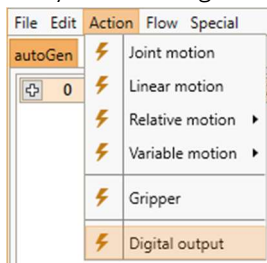 File Edit Action Flow Special
autoGen
Joint motion
0
Linear motion
Relative motion
Variable motion
Gripper
Digital output